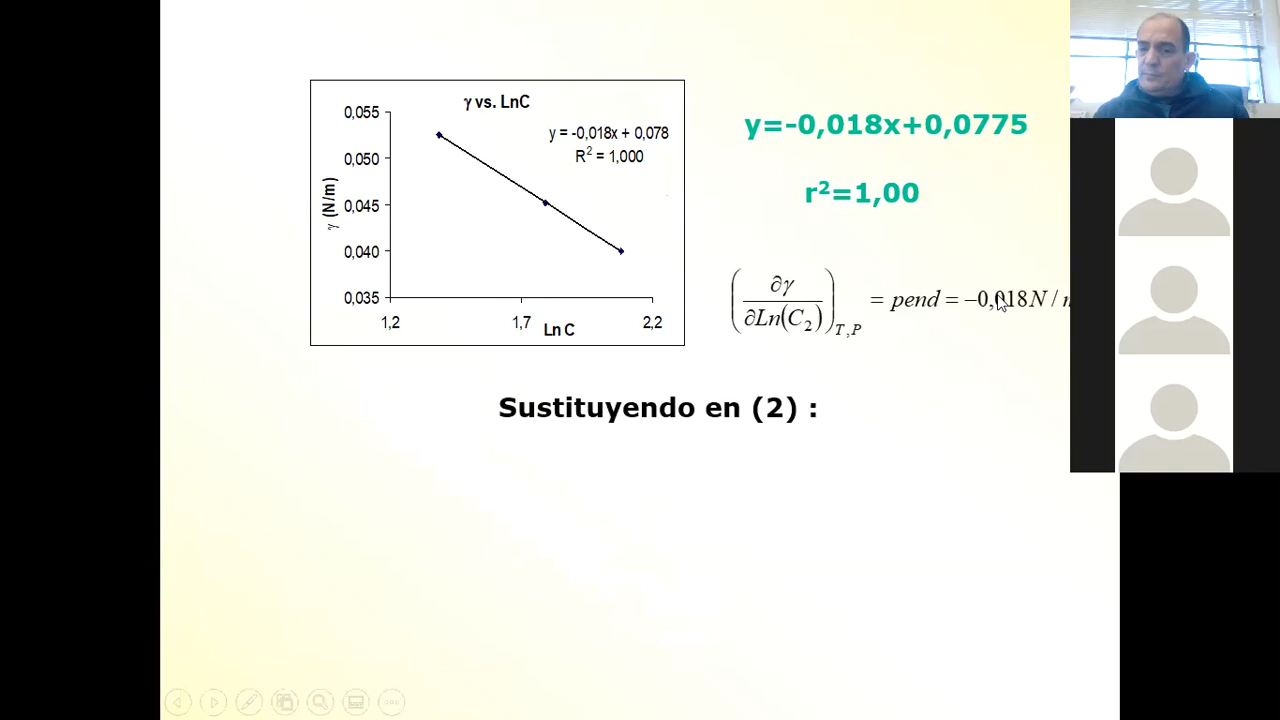 γ vs. LnC
y = -0,018x + 0,078
R² = 1,000
γ (N/m)
0,055
0,050
0,045
0,040
0,035
1,2
1,7
2,2
Ln C
y=-0,018x+0,0775
r²=1,00
(∂γ/∂Ln(C₂))T,P = pend = −0,018N /
Sustituyendo en (2) :